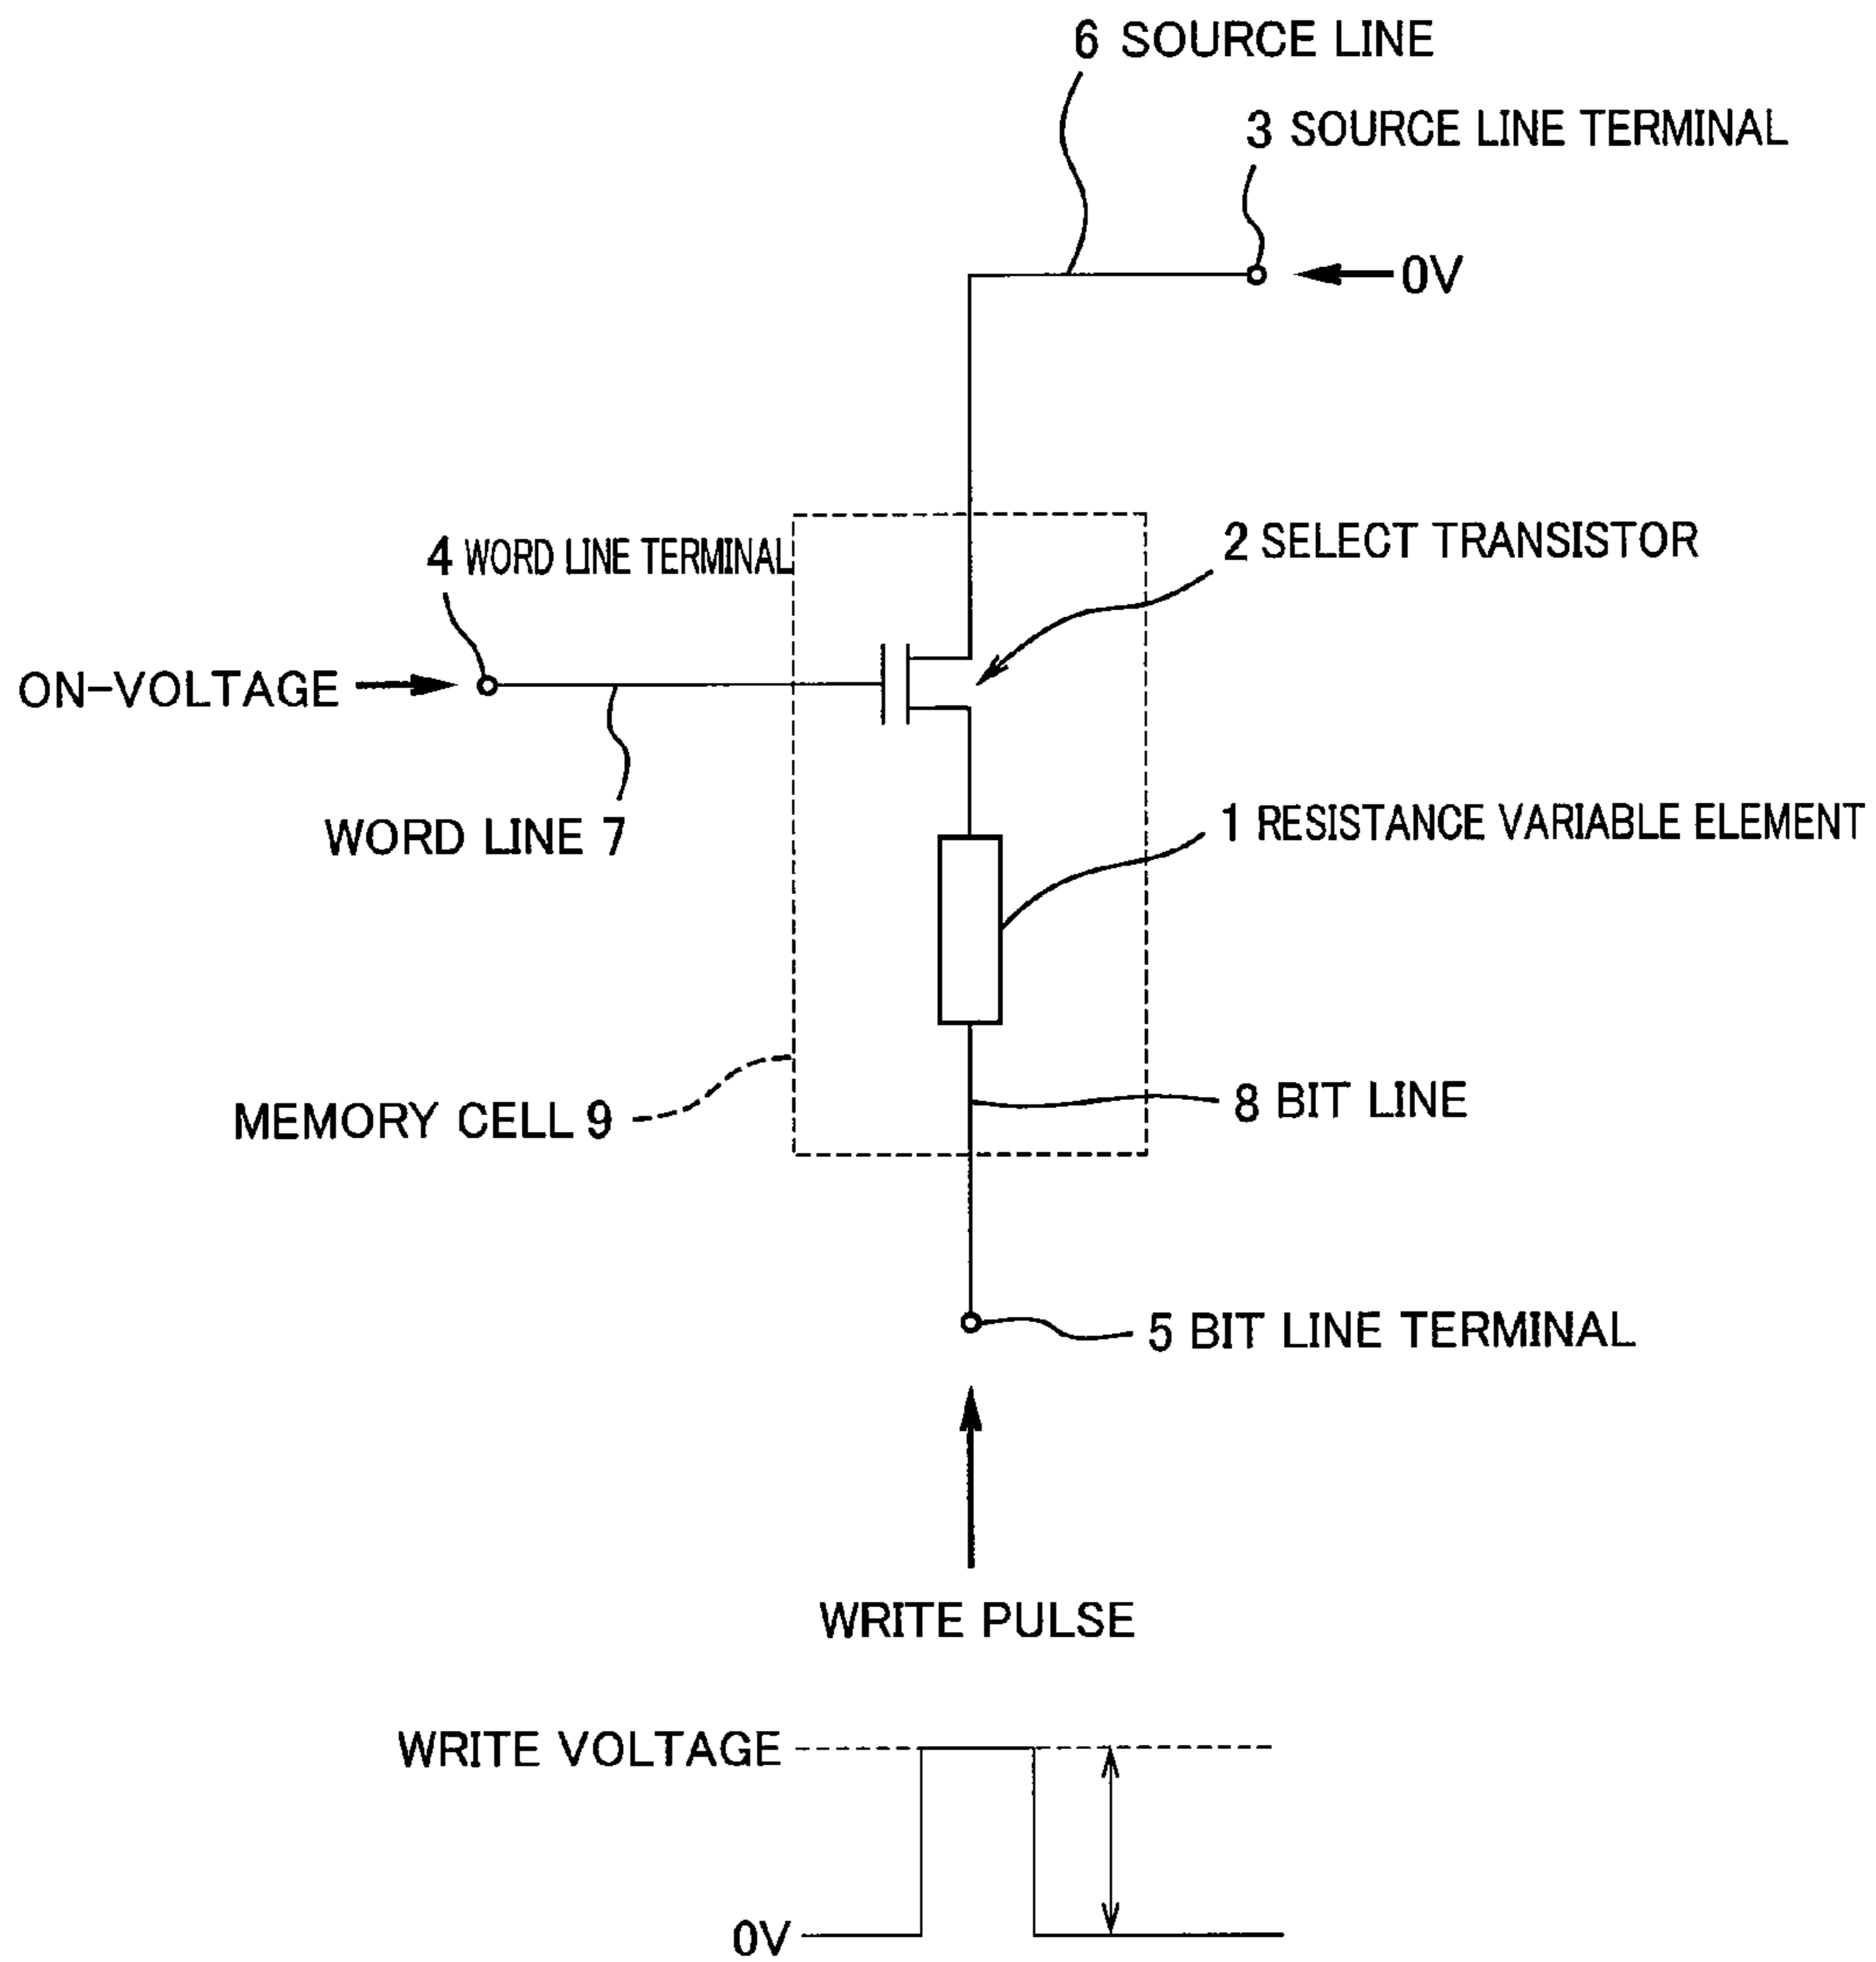 6 SOURCE LINE
3 SOURCE LINE TERMINAL
0V
2 SELECT TRANSISTOR
4 WORD LINE TERMINAL
ON-VOLTAGE
WORD LINE 7
1 RESISTANCE VARIABLE ELEMENT
8 BIT LINE
MEMORY CELL 9
5 BIT LINE TERMINAL
WRITE PULSE
WRITE VOLTAGE
0V